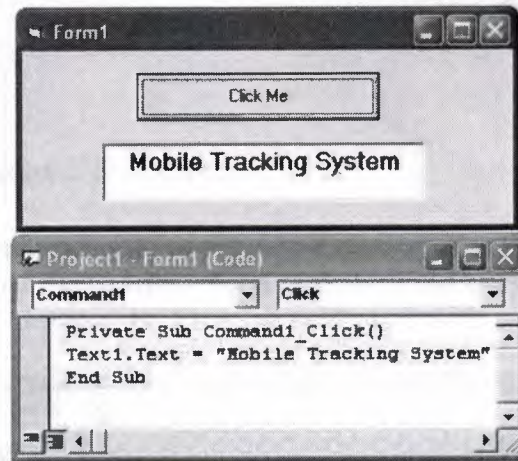 Form1
Click Me
Mobile Tracking System
Project1 - Form1 (Code)
Command1 Click
Private Sub Command1_Click()
Text1.Text = "Mobile Tracking System"
End Sub